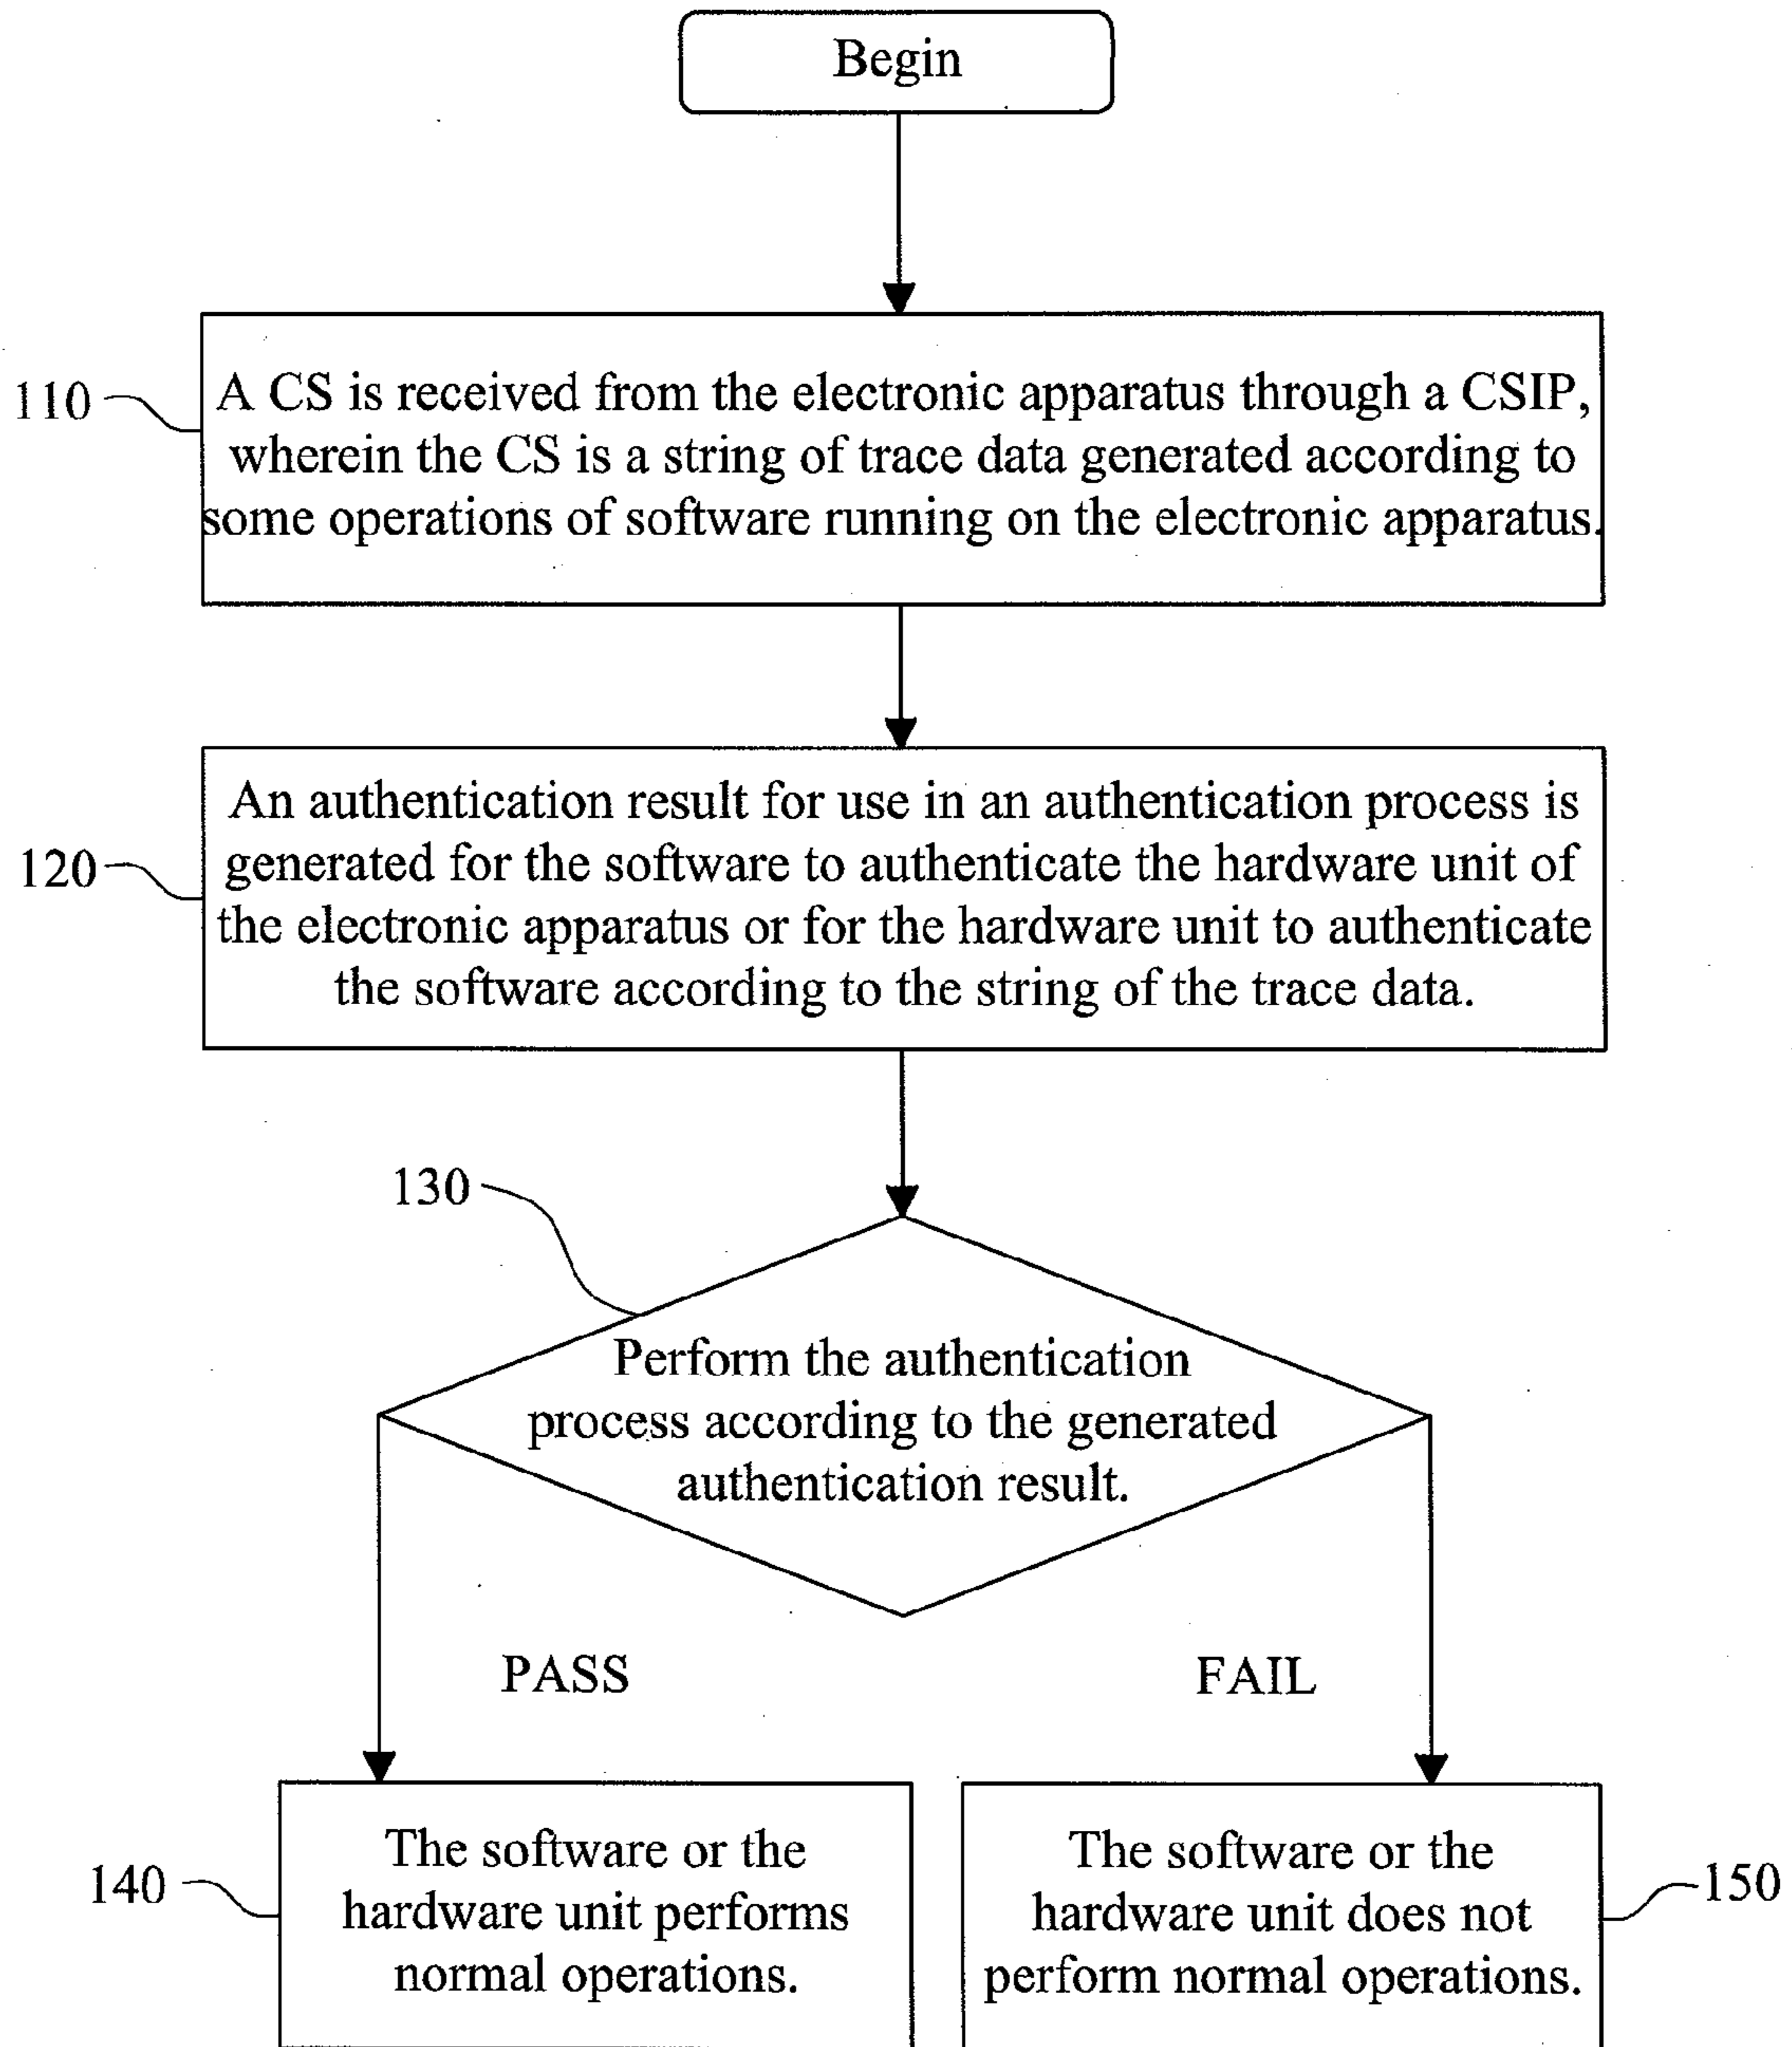 Begin
110
A CS is received from the electronic apparatus through a CSIP,
wherein the CS is a string of trace data generated according to
some operations of software running on the electronic apparatus.
120
An authentication result for use in an authentication process is
generated for the software to authenticate the hardware unit of
the electronic apparatus or for the hardware unit to authenticate
the software according to the string of the trace data.
130
Perform the authentication
process according to the generated
authentication result.
PASS
FAIL
140
The software or the
hardware unit performs
normal operations.
The software or the
hardware unit does not
perform normal operations.
150